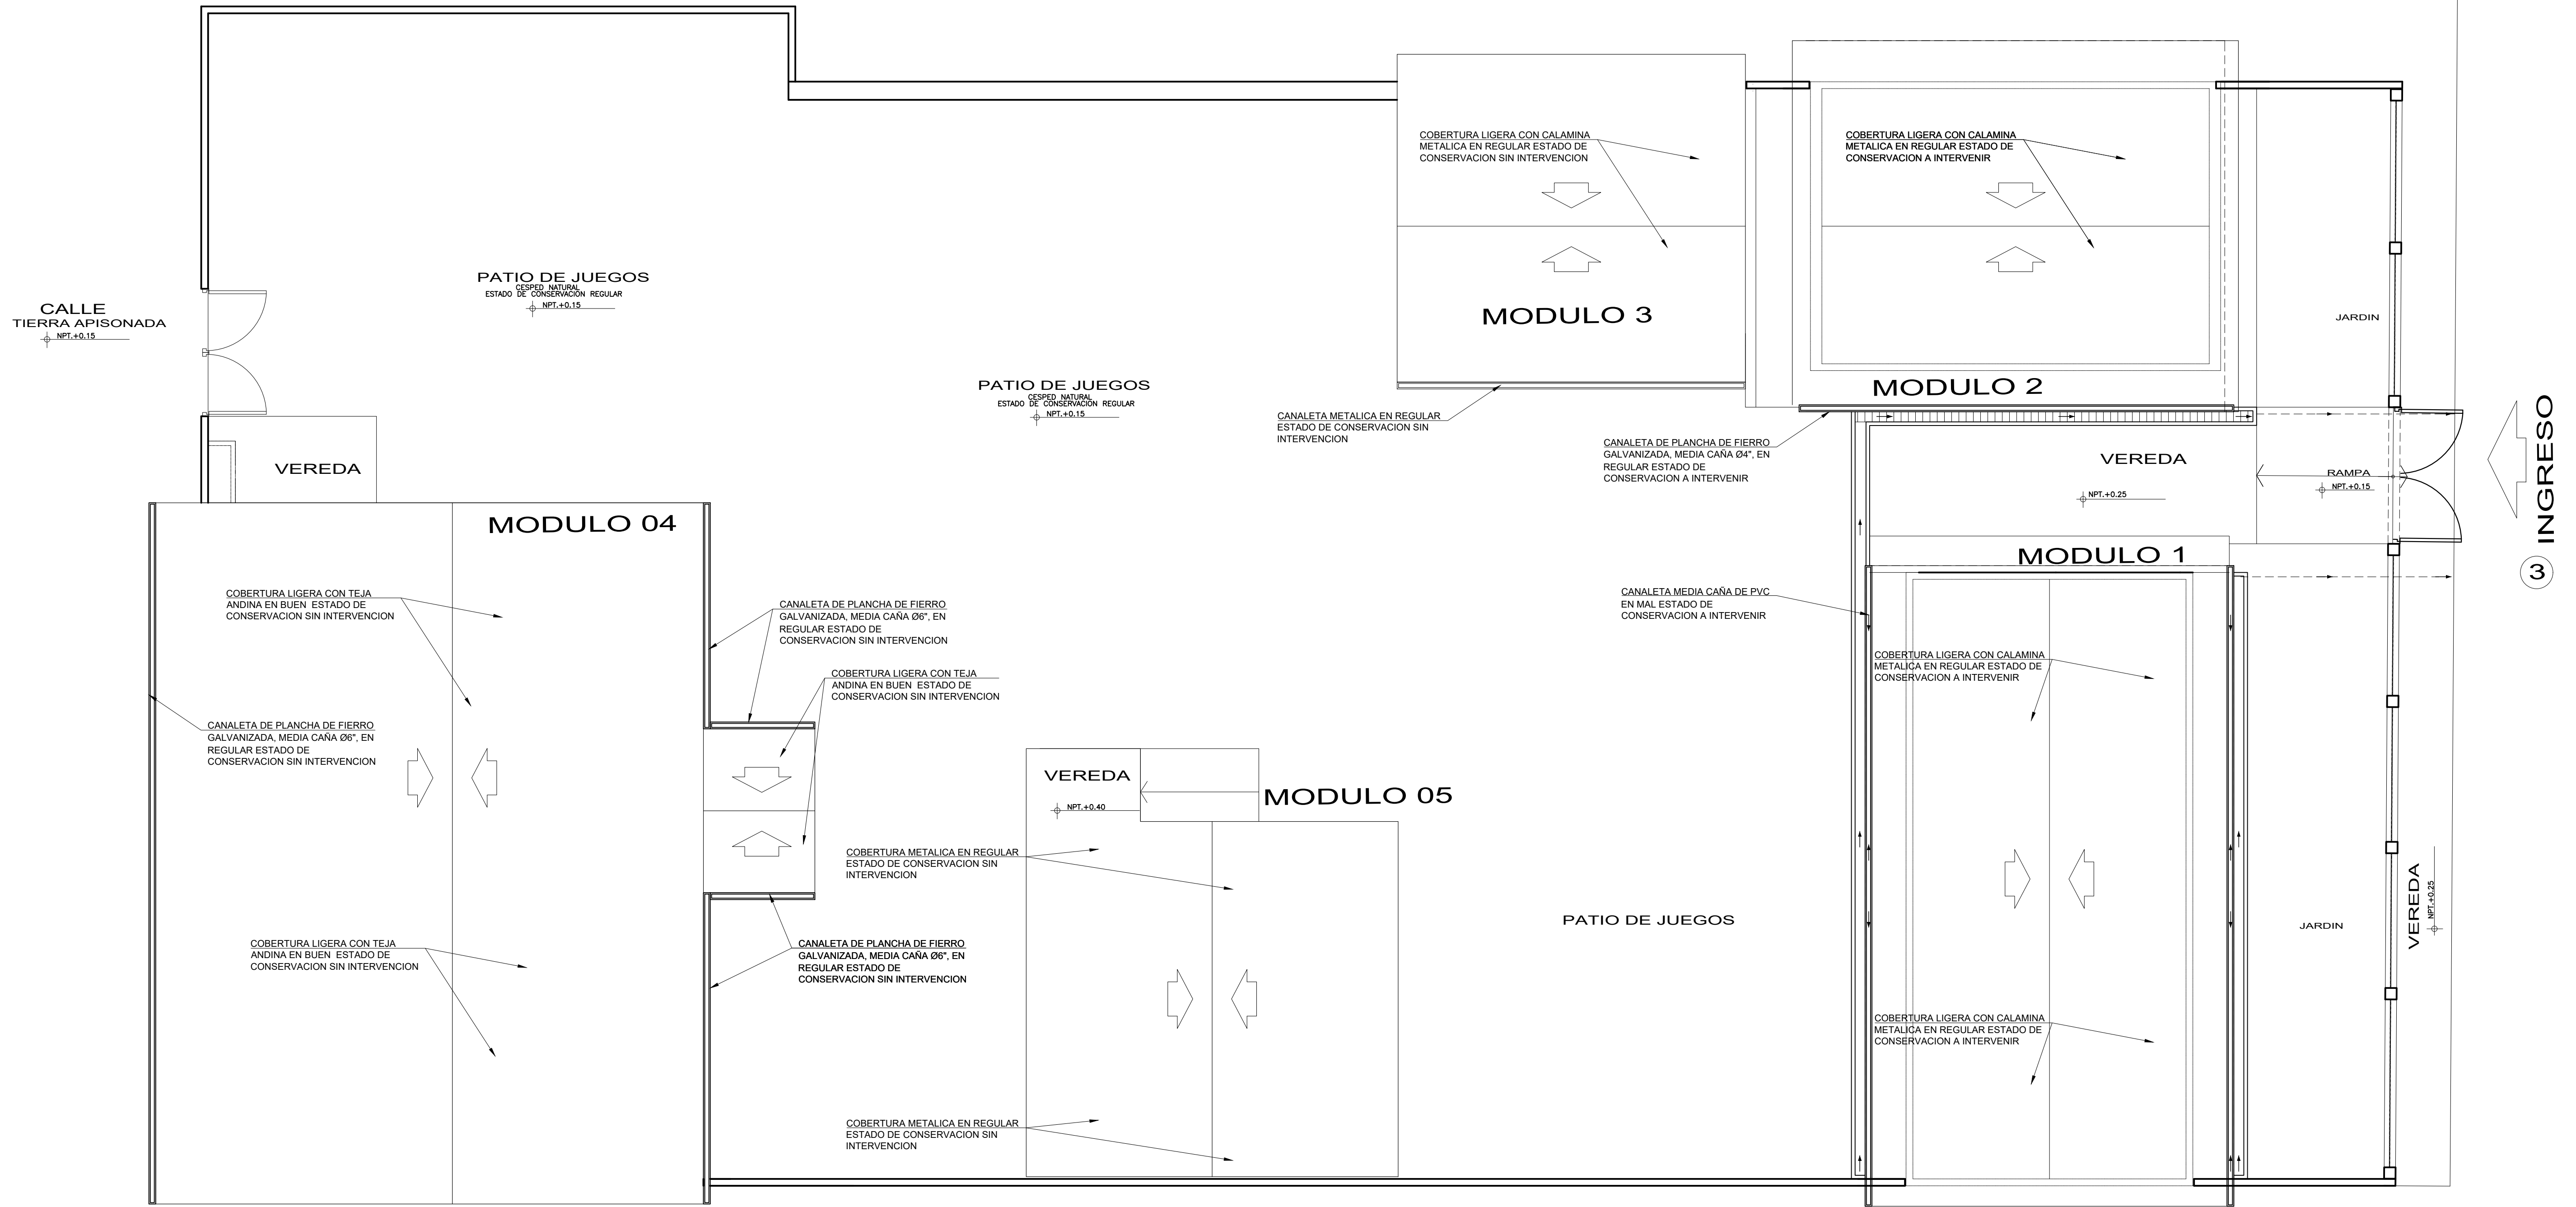 COBERTURA LIGERA CON CALAMINA
METALICA EN REGULAR ESTADO DE
CONSERVACION SIN INTERVENCION
COBERTURA LIGERA CON CALAMINA
METALICA EN REGULAR ESTADO DE
CONSERVACION A INTERVENIR
PATIO DE JUEGOS
CESPED NATURAL
ESTADO DE CONSERVACION REGULAR
NPT.+0.15
CALLE
TIERRA APISONADA
NPT.+0.15
MODULO 3
JARDIN
PATIO DE JUEGOS
CESPED NATURAL
ESTADO DE CONSERVACION REGULAR
NPT.+0.15
MODULO 2
CANALETA METALICA EN REGULAR
ESTADO DE CONSERVACION SIN
INTERVENCION
CANALETA DE PLANCHA DE FIERRO
GALVANIZADA, MEDIA CAÑA Ø4", EN
REGULAR ESTADO DE
CONSERVACION A INTERVENIR
VEREDA
VEREDA
NPT.+0.25
RAMPA
NPT.+0.15
INGRESO
3
MODULO 04
MODULO 1
COBERTURA LIGERA CON TEJA
ANDINA EN BUEN ESTADO DE
CONSERVACION SIN INTERVENCION
CANALETA DE PLANCHA DE FIERRO
GALVANIZADA, MEDIA CAÑA Ø6", EN
REGULAR ESTADO DE
CONSERVACION SIN INTERVENCION
CANALETA MEDIA CAÑA DE PVC
EN MAL ESTADO DE
CONSERVACION A INTERVENIR
COBERTURA LIGERA CON CALAMINA
METALICA EN REGULAR ESTADO DE
CONSERVACION A INTERVENIR
COBERTURA LIGERA CON TEJA
ANDINA EN BUEN ESTADO DE
CONSERVACION SIN INTERVENCION
CANALETA DE PLANCHA DE FIERRO
GALVANIZADA, MEDIA CAÑA Ø6", EN
REGULAR ESTADO DE
CONSERVACION SIN INTERVENCION
VEREDA
NPT.+0.40
MODULO 05
COBERTURA METALICA EN REGULAR
ESTADO DE CONSERVACION SIN
INTERVENCION
PATIO DE JUEGOS
JARDIN
VEREDA
NPT.+0.25
COBERTURA LIGERA CON TEJA
ANDINA EN BUEN ESTADO DE
CONSERVACION SIN INTERVENCION
CANALETA DE PLANCHA DE FIERRO
GALVANIZADA, MEDIA CAÑA Ø6", EN
REGULAR ESTADO DE
CONSERVACION SIN INTERVENCION
COBERTURA LIGERA CON CALAMINA
METALICA EN REGULAR ESTADO DE
CONSERVACION A INTERVENIR
COBERTURA METALICA EN REGULAR
ESTADO DE CONSERVACION SIN
INTERVENCION